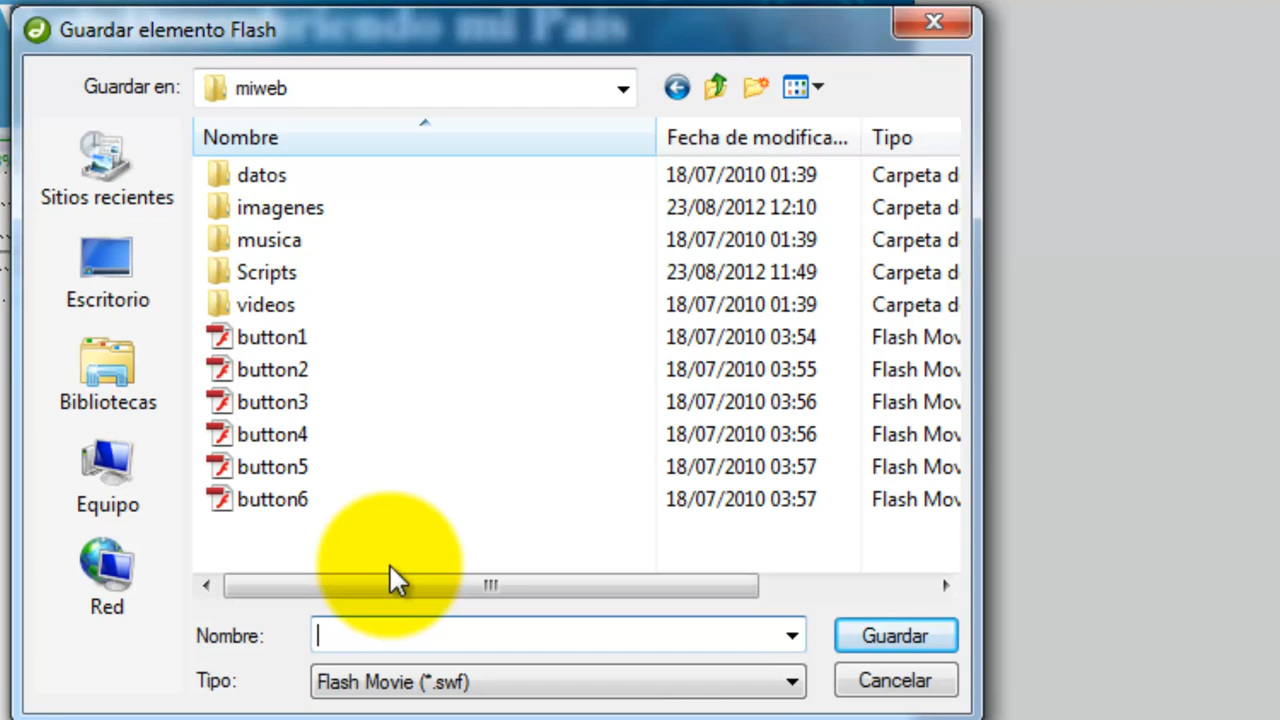 Guardar elemento Flash
Guardar en: miweb
Nombre Fecha de modifica... Tipo
datos 18/07/2010 01:39 Carpeta d
imagenes 23/08/2012 12:10 Carpeta d
musica 18/07/2010 01:39 Carpeta d
Scripts 23/08/2012 11:49 Carpeta d
videos 18/07/2010 01:39 Carpeta d
button1 18/07/2010 03:54 Flash Mov
button2 18/07/2010 03:55 Flash Mov
button3 18/07/2010 03:56 Flash Mov
button4 18/07/2010 03:56 Flash Mov
button5 18/07/2010 03:57 Flash Mov
button6 18/07/2010 03:57 Flash Mov
Sitios recientes
Escritorio
Bibliotecas
Equipo
Red
Nombre: Guardar
Tipo: Flash Movie (*.swf) Cancelar
mi País